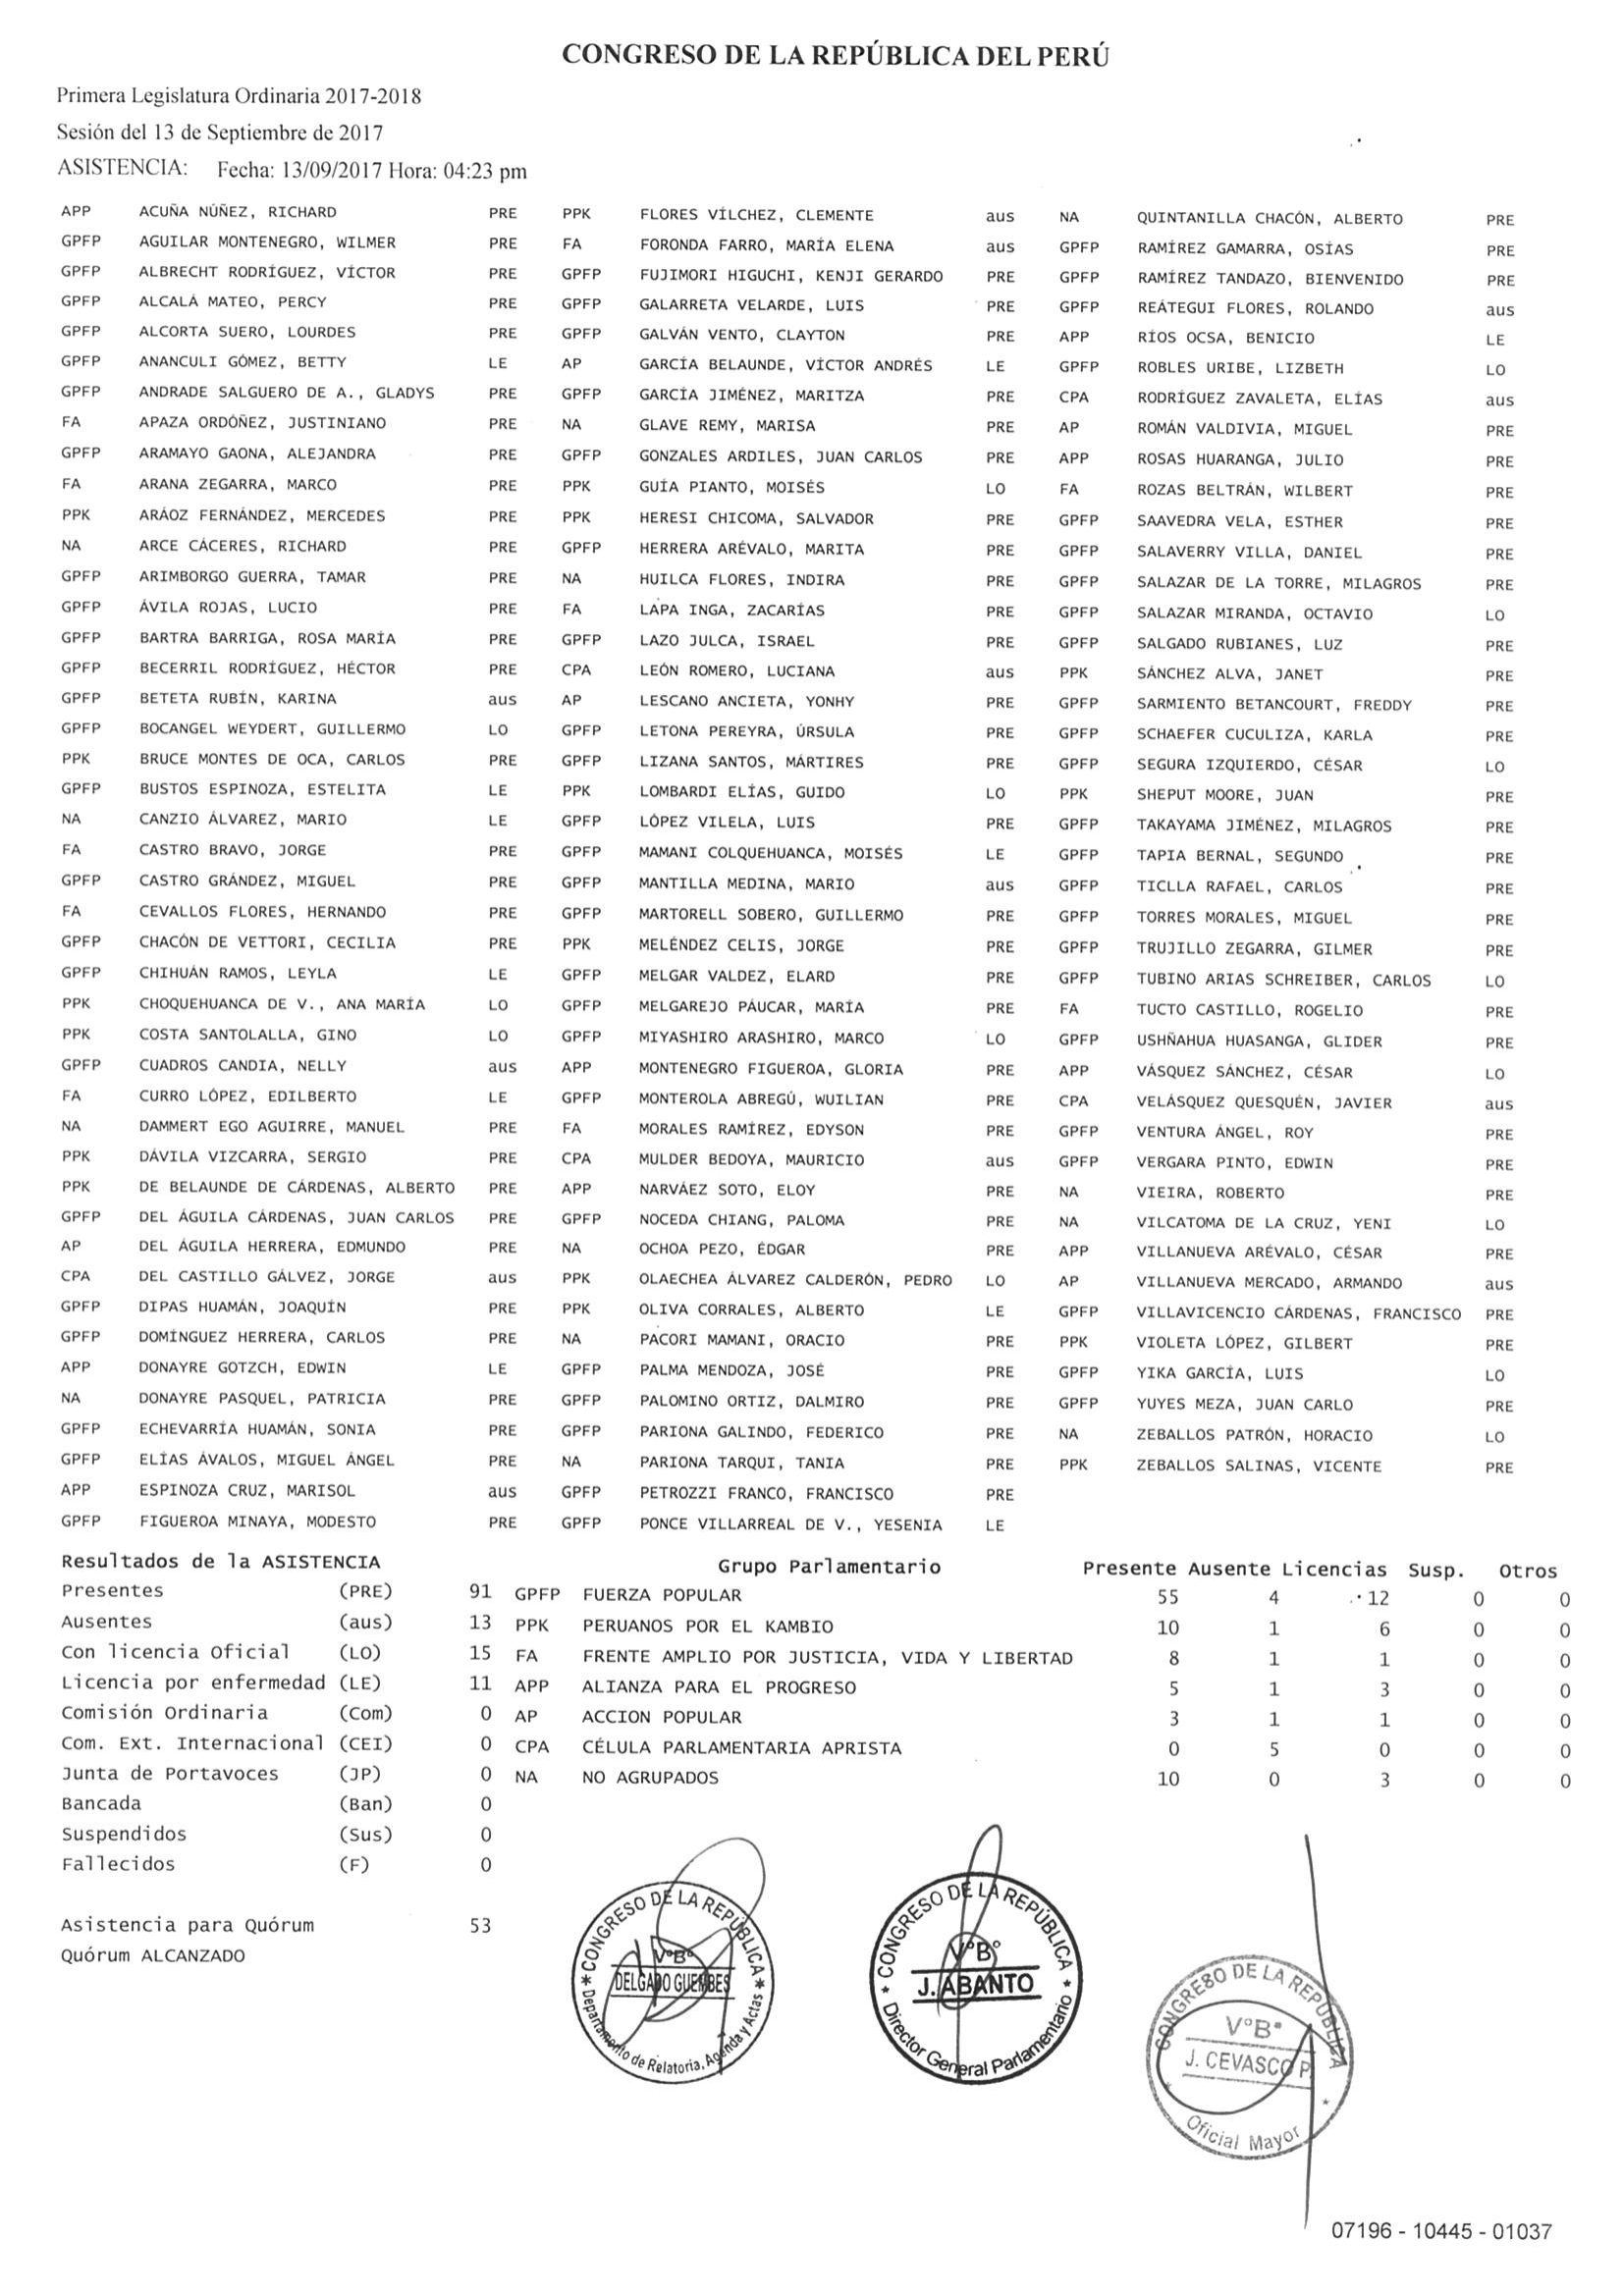 CONGRESO DE LA REPÚBLICA DEL PERÚ
Primera Legislatura Ordinaria 2017-2018
Sesión del 13 de Septiembre de 2017
ASISTENCIA: Fecha: 13/09/2017 Hora: 04:23 pm
APP ACUÑA NÚÑEZ, RICHARD PRE PPK FLORES VÍLCHEZ, CLEMENTE aus NA QUINTANILLA CHACÓN, ALBERTO PRE
GPFP AGUILAR MONTENEGRO, WILMER PRE FA FORONDA FARRO, MARÍA ELENA aus GPFP RAMÍREZ GAMARRA, OSÍAS PRE
GPFP ALBRECHT RODRÍGUEZ, VÍCTOR PRE GPFP FUJIMORI HIGUCHI, KENJI GERARDO PRE GPFP RAMÍREZ TANDAZO, BIENVENIDO PRE
GPFP ALCALÁ MATEO, PERCY PRE GPFP GALARRETA VELARDE, LUIS PRE GPFP REÁTEGUI FLORES, ROLANDO aus
GPFP ALCORTA SUERO, LOURDES PRE GPFP GALVÁN VENTO, CLAYTON PRE APP RÍOS OCSA, BENICIO LE
GPFP ANANCULI GÓMEZ, BETTY LE AP GARCÍA BELAUNDE, VÍCTOR ANDRÉS LE GPFP ROBLES URIBE, LIZBETH LO
GPFP ANDRADE SALGUERO DE A., GLADYS PRE GPFP GARCÍA JIMÉNEZ, MARITZA PRE CPA RODRÍGUEZ ZAVALETA, ELÍAS aus
FA APAZA ORDÓÑEZ, JUSTINIANO PRE NA GLAVE REMY, MARISA PRE AP ROMÁN VALDIVIA, MIGUEL PRE
GPFP ARAMAYO GAONA, ALEJANDRA PRE GPFP GONZALES ARDILES, JUAN CARLOS PRE APP ROSAS HUARANGA, JULIO PRE
FA ARANA ZEGARRA, MARCO PRE PPK GUÍA PIANTO, MOISÉS LO FA ROZAS BELTRÁN, WILBERT PRE
PPK ARÁOZ FERNÁNDEZ, MERCEDES PRE PPK HERESI CHICOMA, SALVADOR PRE GPFP SAAVEDRA VELA, ESTHER PRE
NA ARCE CÁCERES, RICHARD PRE GPFP HERRERA ARÉVALO, MARITA PRE GPFP SALAVERRY VILLA, DANIEL PRE
GPFP ARIMBORGO GUERRA, TAMAR PRE NA HUILCA FLORES, INDIRA PRE GPFP SALAZAR DE LA TORRE, MILAGROS PRE
GPFP ÁVILA ROJAS, LUCIO PRE FA LAPA INGA, ZACARÍAS PRE GPFP SALAZAR MIRANDA, OCTAVIO LO
GPFP BARTRA BARRIGA, ROSA MARÍA PRE GPFP LAZO JULCA, ISRAEL PRE GPFP SALGADO RUBIANES, LUZ PRE
GPFP BECERRIL RODRÍGUEZ, HÉCTOR PRE CPA LEÓN ROMERO, LUCIANA aus PPK SÁNCHEZ ALVA, JANET PRE
GPFP BETETA RUBÍN, KARINA aus AP LESCANO ANCIETA, YONHY PRE GPFP SARMIENTO BETANCOURT, FREDDY PRE
GPFP BOCANGEL WEYDERT, GUILLERMO LO GPFP LETONA PEREYRA, ÚRSULA PRE GPFP SCHAEFER CUCULIZA, KARLA PRE
PPK BRUCE MONTES DE OCA, CARLOS PRE GPFP LIZANA SANTOS, MÁRTIRES PRE GPFP SEGURA IZQUIERDO, CÉSAR LO
GPFP BUSTOS ESPINOZA, ESTELITA LE PPK LOMBARDI ELÍAS, GUIDO LO PPK SHEPUT MOORE, JUAN PRE
NA CANZIO ÁLVAREZ, MARIO LE GPFP LÓPEZ VILELA, LUIS PRE GPFP TAKAYAMA JIMÉNEZ, MILAGROS PRE
FA CASTRO BRAVO, JORGE PRE GPFP MAMANI COLQUEHUANCA, MOISÉS LE GPFP TAPIA BERNAL, SEGUNDO PRE
GPFP CASTRO GRÁNDEZ, MIGUEL PRE GPFP MANTILLA MEDINA, MARIO aus GPFP TICLLA RAFAEL, CARLOS PRE
FA CEVALLOS FLORES, HERNANDO PRE GPFP MARTORELL SOBERO, GUILLERMO PRE GPFP TORRES MORALES, MIGUEL PRE
GPFP CHACÓN DE VETTORI, CECILIA PRE PPK MELÉNDEZ CELIS, JORGE PRE GPFP TRUJILLO ZEGARRA, GILMER PRE
GPFP CHIHUÁN RAMOS, LEYLA LE GPFP MELGAR VALDEZ, ELARD PRE GPFP TUBINO ARIAS SCHREIBER, CARLOS LO
PPK CHOQUEHUANCA DE V., ANA MARÍA LO GPFP MELGAREJO PÁUCAR, MARÍA PRE FA TUCTO CASTILLO, ROGELIO PRE
PPK COSTA SANTOLALLA, GINO LO GPFP MIYASHIRO ARASHIRO, MARCO LO GPFP USHÑAHUA HUASANGA, GLIDER PRE
GPFP CUADROS CANDIA, NELLY aus APP MONTENEGRO FIGUEROA, GLORIA PRE APP VÁSQUEZ SÁNCHEZ, CÉSAR LO
FA CURRO LÓPEZ, EDILBERTO LE GPFP MONTEROLA ABREGÚ, WUILIAN PRE CPA VELÁSQUEZ QUESQUÉN, JAVIER aus
NA DAMMERT EGO AGUIRRE, MANUEL PRE FA MORALES RAMÍREZ, EDYSON PRE GPFP VENTURA ÁNGEL, ROY PRE
PPK DÁVILA VIZCARRA, SERGIO PRE CPA MULDER BEDOYA, MAURICIO aus GPFP VERGARA PINTO, EDWIN PRE
PPK DE BELAUNDE DE CÁRDENAS, ALBERTO PRE APP NARVÁEZ SOTO, ELOY PRE NA VIEIRA, ROBERTO PRE
GPFP DEL ÁGUILA CÁRDENAS, JUAN CARLOS PRE GPFP NOCEDA CHIANG, PALOMA PRE NA VILCATOMA DE LA CRUZ, YENI LO
AP DEL ÁGUILA HERRERA, EDMUNDO PRE NA OCHOA PEZO, ÉDGAR PRE APP VILLANUEVA ARÉVALO, CÉSAR PRE
CPA DEL CASTILLO GÁLVEZ, JORGE aus PPK OLAECHEA ÁLVAREZ CALDERÓN, PEDRO LO AP VILLANUEVA MERCADO, ARMANDO aus
GPFP DIPAS HUAMÁN, JOAQUÍN PRE PPK OLIVA CORRALES, ALBERTO LE GPFP VILLAVICENCIO CÁRDENAS, FRANCISCO PRE
GPFP DOMÍNGUEZ HERRERA, CARLOS PRE NA PACORI MAMANI, ORACIO PRE PPK VIOLETA LÓPEZ, GILBERT PRE
APP DONAYRE GOTZCH, EDWIN LE GPFP PALMA MENDOZA, JOSÉ PRE GPFP YIKA GARCÍA, LUIS LO
NA DONAYRE PASQUEL, PATRICIA PRE GPFP PALOMINO ORTIZ, DALMIRO PRE GPFP YUYES MEZA, JUAN CARLO PRE
GPFP ECHEVARRÍA HUAMÁN, SONIA PRE GPFP PARIONA GALINDO, FEDERICO PRE NA ZEBALLOS PATRÓN, HORACIO LO
GPFP ELÍAS ÁVALOS, MIGUEL ÁNGEL PRE NA PARIONA TARQUI, TANIA PRE PPK ZEBALLOS SALINAS, VICENTE PRE
APP ESPINOZA CRUZ, MARISOL aus GPFP PETROZZI FRANCO, FRANCISCO PRE
GPFP FIGUEROA MINAYA, MODESTO PRE GPFP PONCE VILLARREAL DE V., YESENIA LE
Resultados de la ASISTENCIA Grupo Parlamentario Presente Ausente Licencias Susp. Otros
Presentes (PRE) 91 GPFP FUERZA POPULAR 55 4 12 0 0
Ausentes (aus) 13 PPK PERUANOS POR EL KAMBIO 10 1 6 0 0
Con licencia Oficial (LO) 15 FA FRENTE AMPLIO POR JUSTICIA, VIDA Y LIBERTAD 8 1 1 0 0
Licencia por enfermedad (LE) 11 APP ALIANZA PARA EL PROGRESO 5 1 3 0 0
Comisión Ordinaria (Com) 0 AP ACCION POPULAR 3 1 1 0 0
Com. Ext. Internacional (CEI) 0 CPA CÉLULA PARLAMENTARIA APRISTA 0 5 0 0 0
Junta de Portavoces (JP) 0 NA NO AGRUPADOS 10 0 3 0 0
Bancada (Ban) 0
Suspendidos (Sus) 0
Fallecidos (F) 0
Asistencia para Quórum 53
Quórum ALCANZADO
CONGRESO DE LA REPÚBLICA
V°B°
DELGADO GUEMBES
Departamento de Relatoría, Agenda y Actas
CONGRESO DE LA REPÚBLICA
V°B°
J. ABANTO
Director General Parlamentario
CONGRESO DE LA REPÚBLICA
V°B°
J. CEVASCO P.
Oficial Mayor
07196 - 10445 - 01037